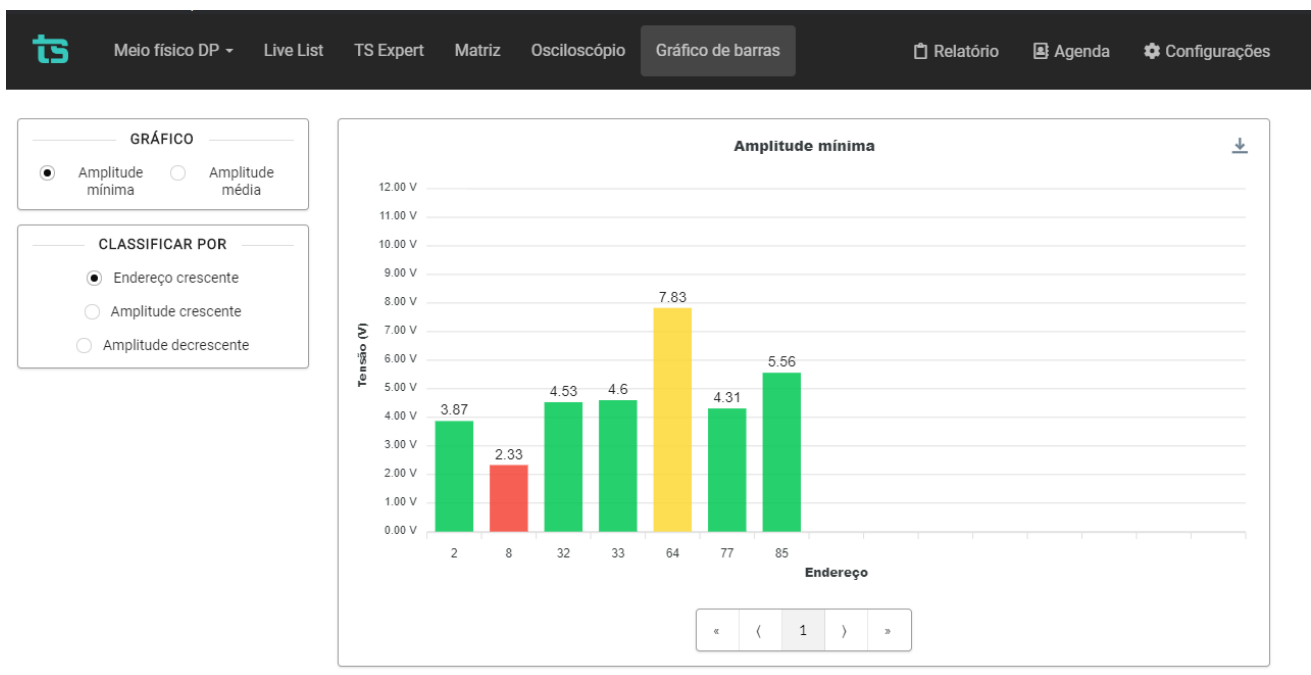 ts Meio físico DP Live List TS Expert Matriz Osciloscópio Gráfico de barras Relatório Agenda Configurações
GRÁFICO
Amplitude mínima
Amplitude média
CLASSIFICAR POR
Endereço crescente
Amplitude crescente
Amplitude decrescente
Amplitude mínima
Tensão (V)
12.00 V
11.00 V
10.00 V
9.00 V
8.00 V
7.00 V
6.00 V
5.00 V
4.00 V
3.00 V
2.00 V
1.00 V
0.00 V
3.87
2.33
4.53
4.6
7.83
4.31
5.56
2 8 32 33 64 77 85
Endereço
« ⟨ 1 ⟩ »